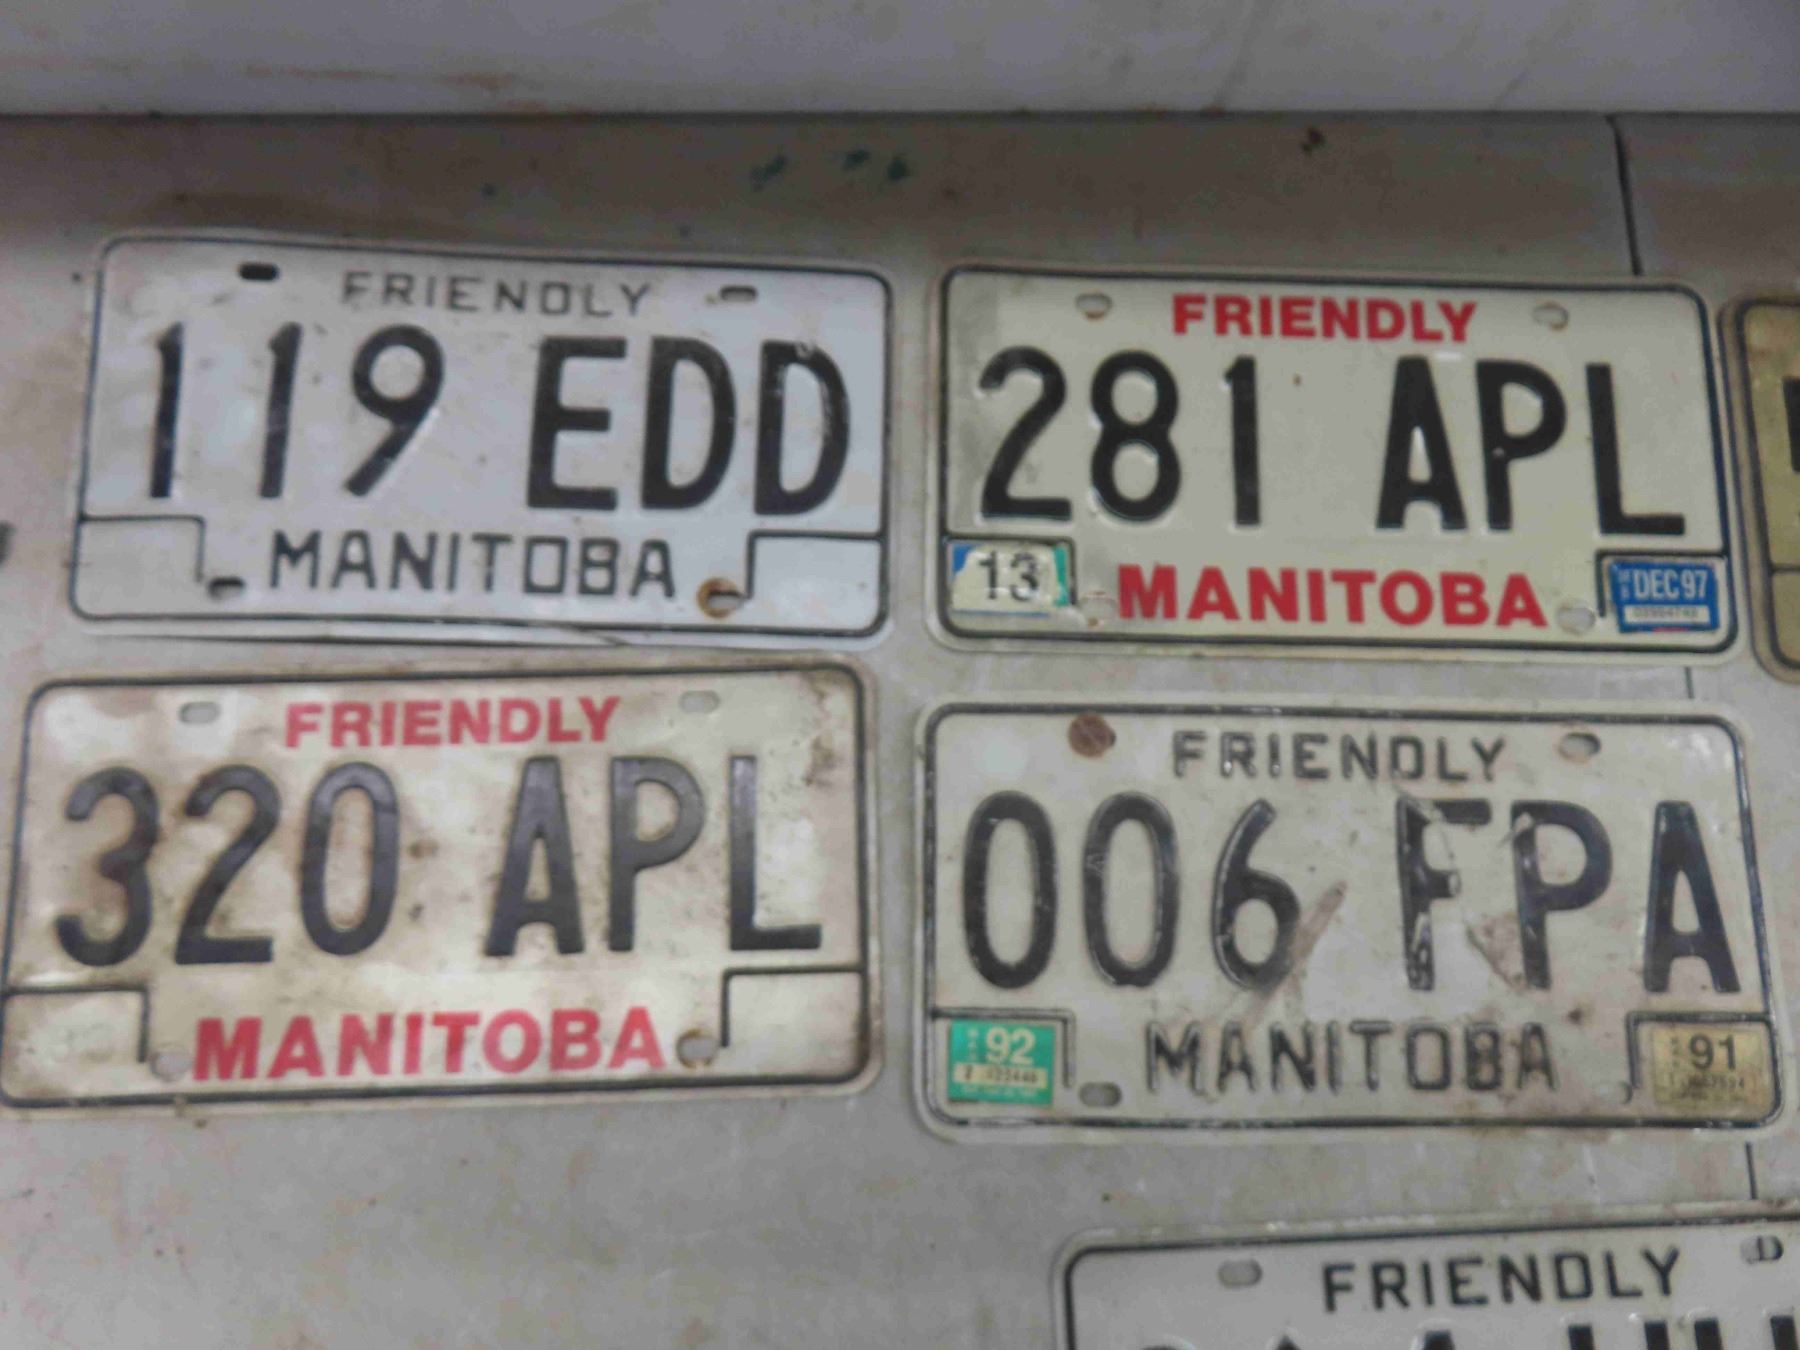 FRIENDLY
119 EDD
MANITOBA
FRIENDLY
281 APL
13
MANITOBA
DEC 97
FRIENDLY
320 APL
MANITOBA
FRIENDLY
006 FPA
92
MANITOBA
91
FRIENDLY